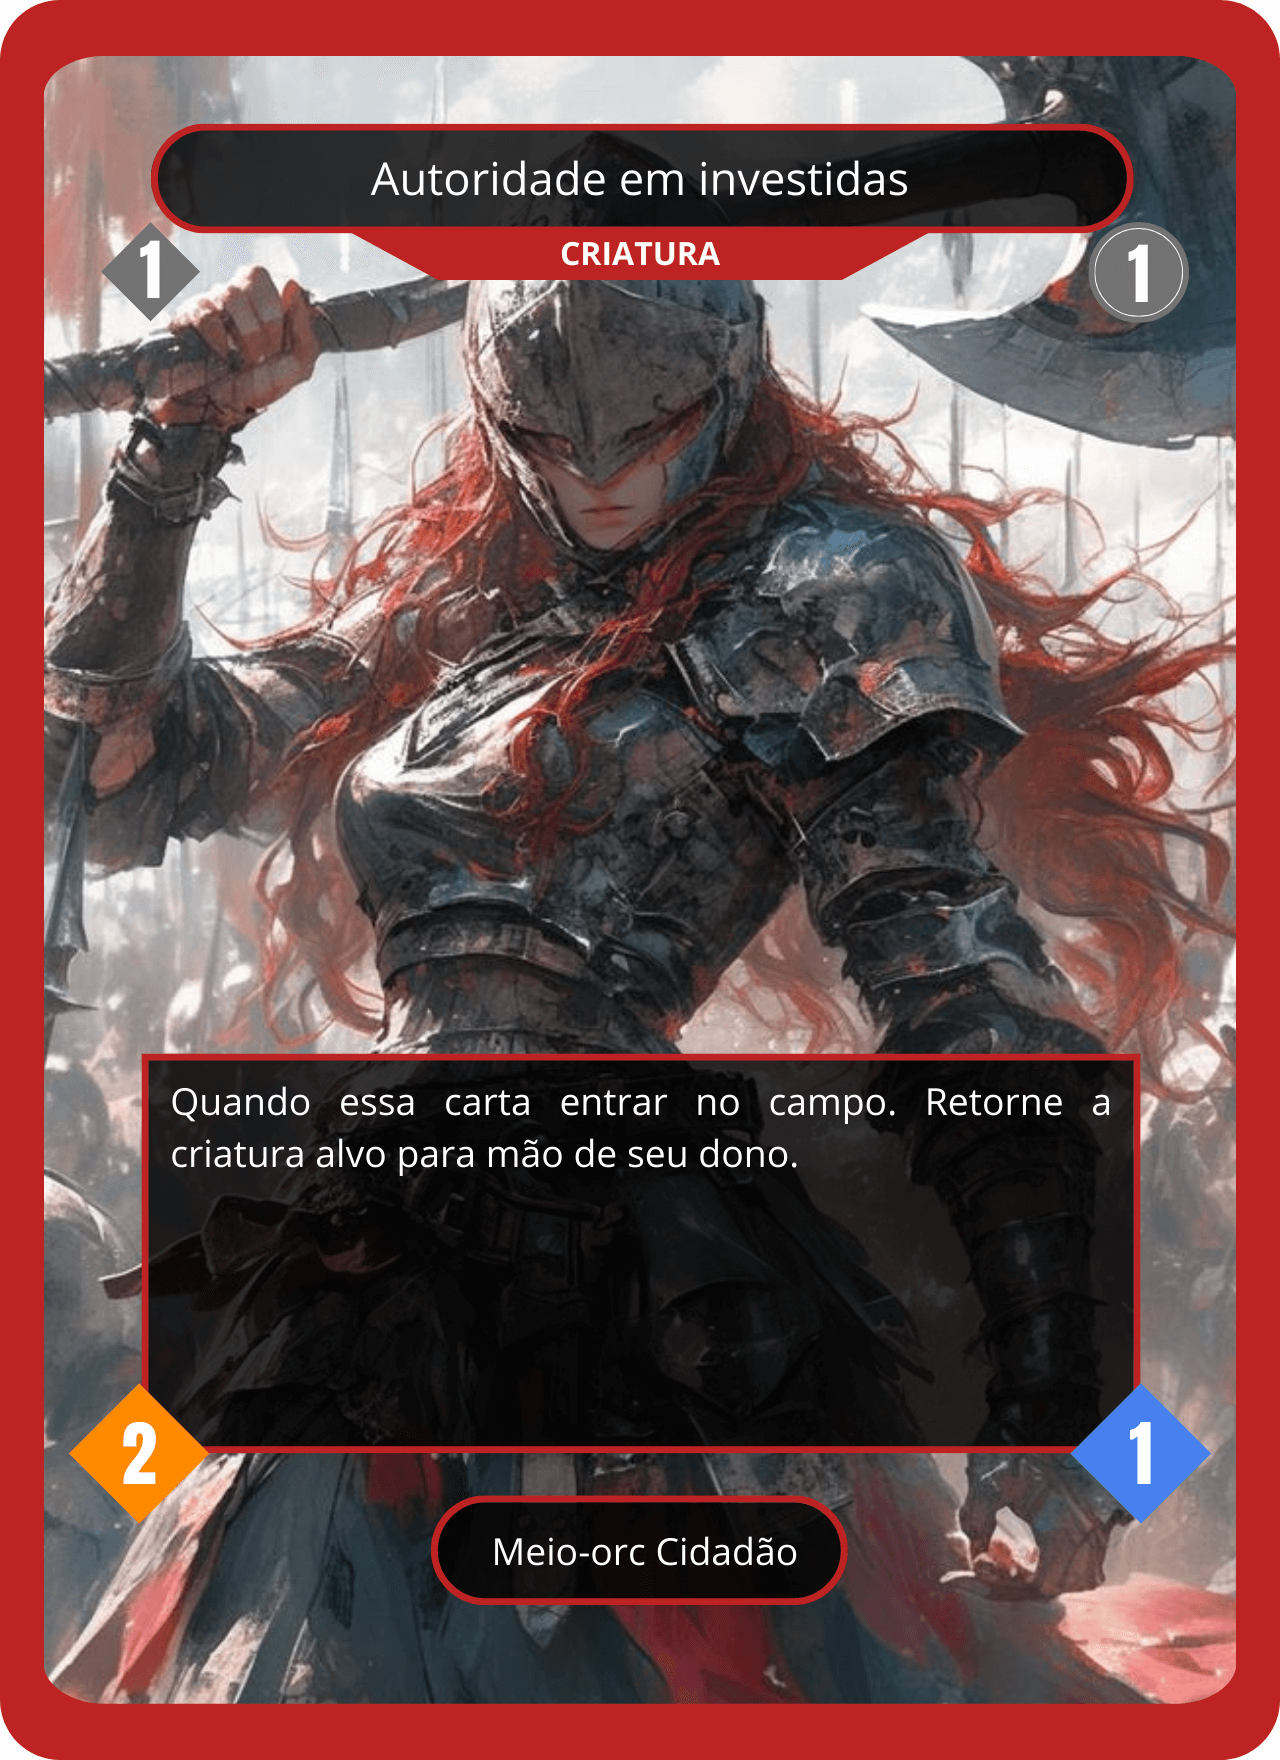 Autoridade em investidas
CRIATURA
1
1
Quando essa carta entrar no campo. Retorne a
criatura alvo para mão de seu dono.
2
1
Meio-orc Cidadão